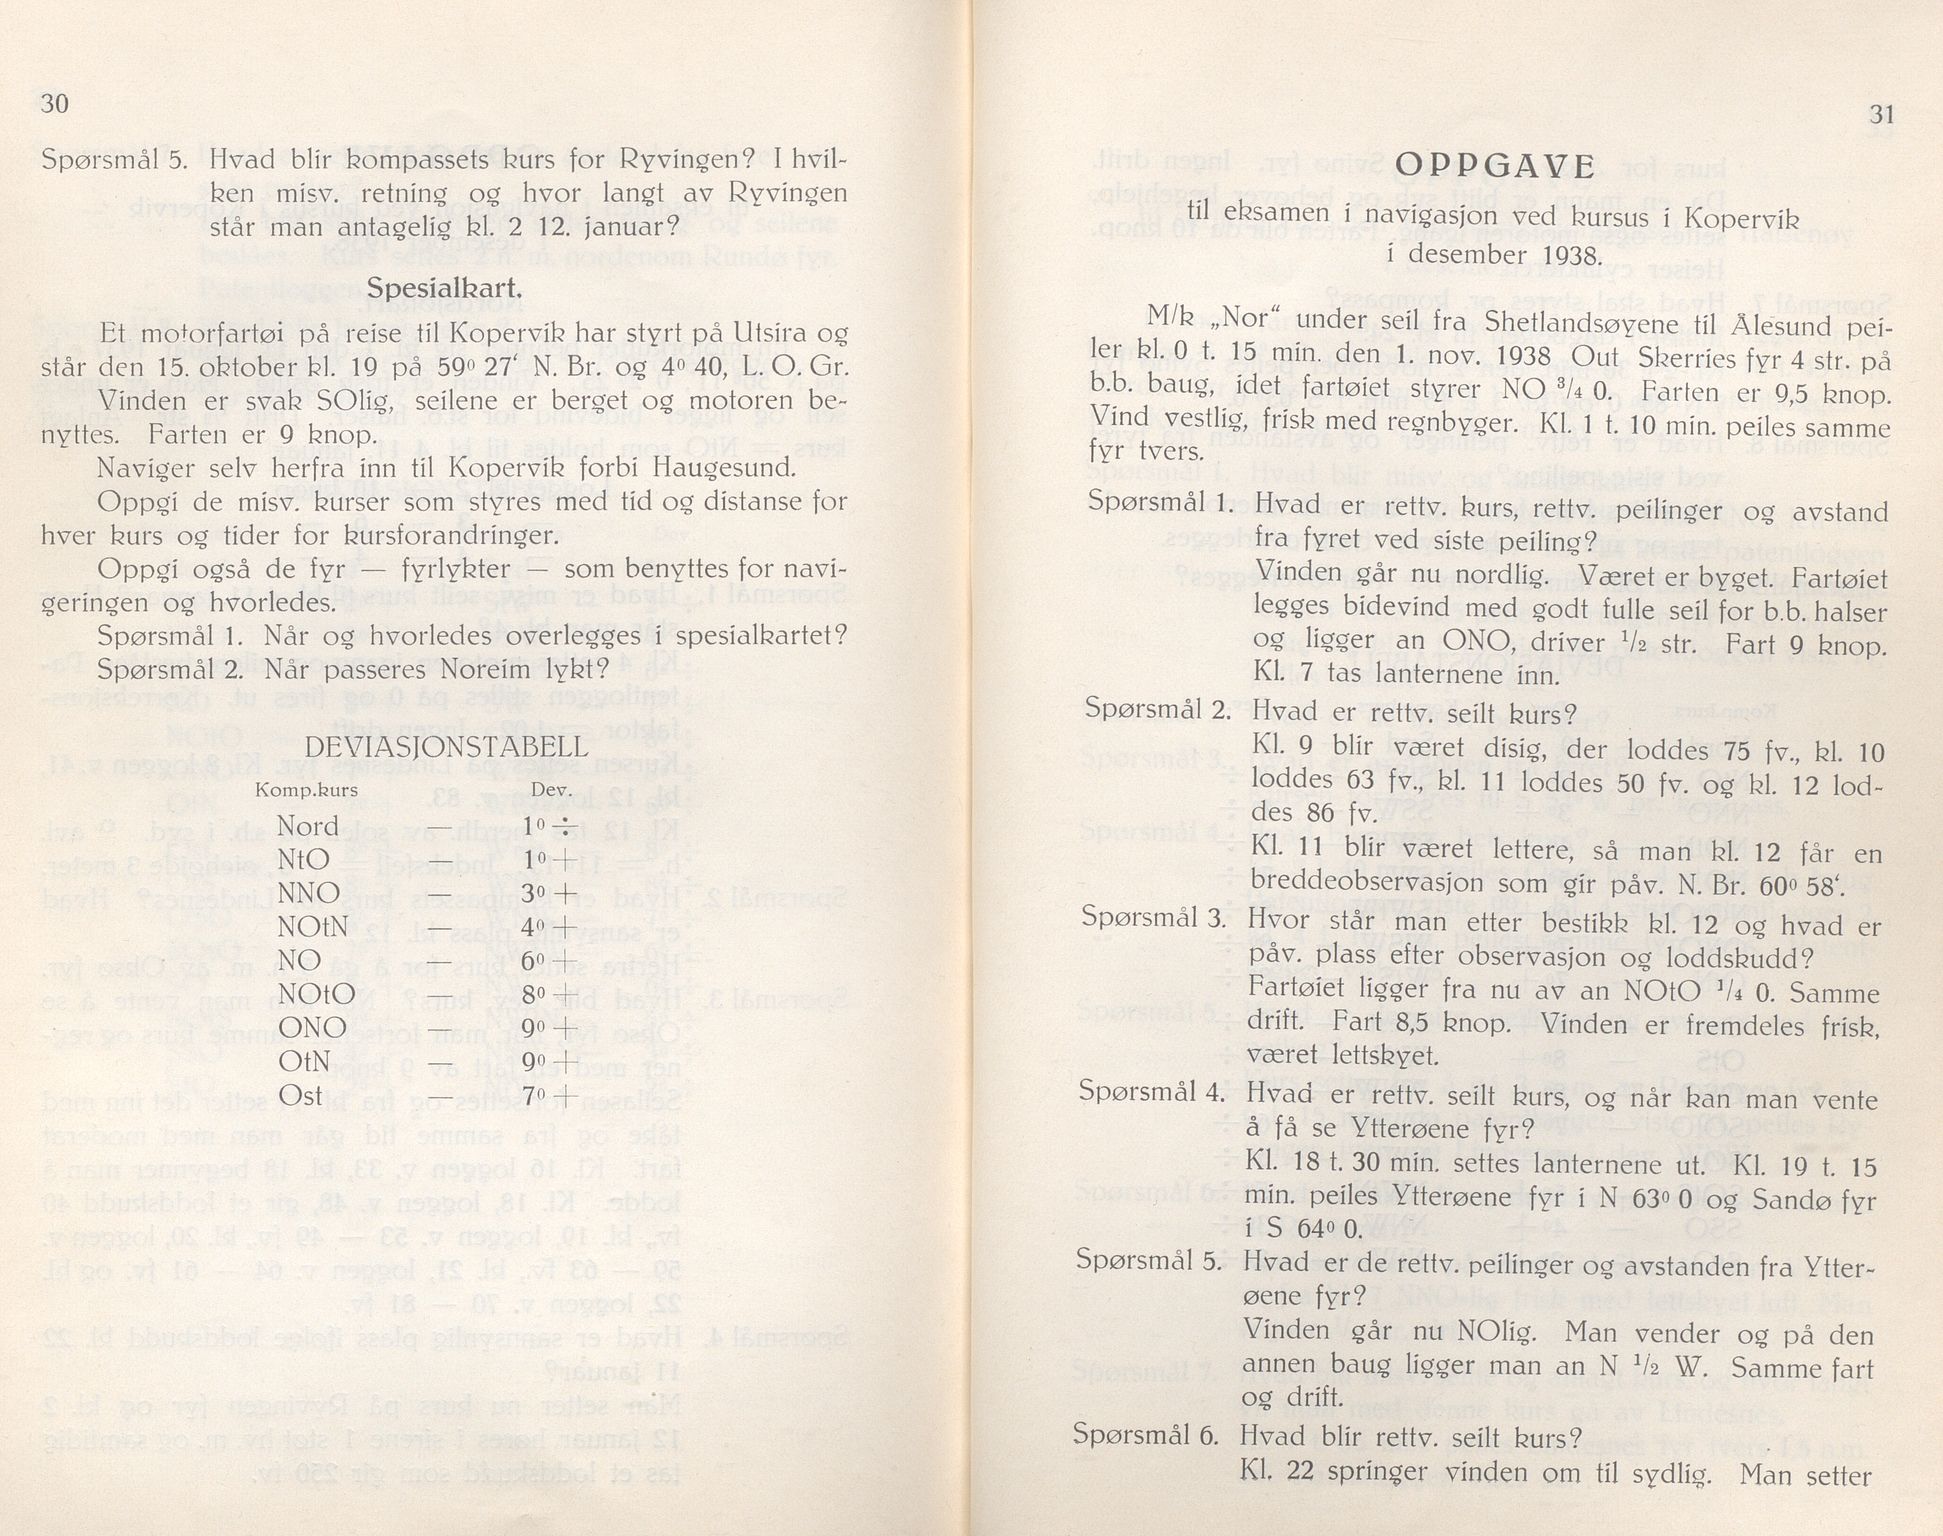 30
Spørsmål 5. Hvad blir kompassets kurs for Ryvingen? I hvil-
ken misv. retning og hvor langt av Ryvingen
står man antagelig kl. 2 12. januar?
Spesialkart.
Et motorfartøi på reise til Kopervik har styrt på Utsira og
står den 15. oktober kl. 19 på 59⁰ 27‘ N. Br. og 4⁰ 40, L. O. Gr.
Vinden er svak SOlig, seilene er berget og motoren be-
nyttes. Farten er 9 knop.
Naviger selv herfra inn til Kopervik forbi Haugesund.
Oppgi de misv. kurser som styres med tid og distanse for
hver kurs og tider for kursforandringer.
Oppgi også de fyr — fyrlykter — som benyttes for navi-
geringen og hvorledes.
Spørsmål 1. Når og hvorledes overlegges i spesialkartet?
Spørsmål 2. Når passeres Noreim lykt?
DEVIASJONSTABELL
Komp.kurs Dev.
Nord — 1⁰ ÷
NtO — 1⁰ +
NNO — 3⁰ +
NOtN — 4⁰ +
NO — 6⁰ +
NOtO — 8⁰ +
ONO — 9⁰ +
OtN — 9⁰ +
Ost — 7⁰ +
31
OPPGAVE
til eksamen i navigasjon ved kursus i Kopervik
i desember 1938.
M/k „Nor“ under seil fra Shetlandsøyene til Ålesund pei-
ler kl. 0 t. 15 min. den 1. nov. 1938 Out Skerries fyr 4 str. på
b.b. baug, idet fartøiet styrer NO ³/₄ O. Farten er 9,5 knop.
Vind vestlig, frisk med regnbyger. Kl. 1 t. 10 min. peiles samme
fyr tvers.
Spørsmål 1. Hvad er rettv. kurs, rettv. peilinger og avstand
fra fyret ved siste peiling?
Vinden går nu nordlig. Været er byget. Fartøiet
legges bidevind med godt fulle seil for b.b. halser
og ligger an ONO, driver ¹/₂ str. Fart 9 knop.
Kl. 7 tas lanternene inn.
Spørsmål 2. Hvad er rettv. seilt kurs?
Kl. 9 blir været disig, der loddes 75 fv., kl. 10
loddes 63 fv., kl. 11 loddes 50 fv. og kl. 12 lod-
des 86 fv.
Kl. 11 blir været lettere, så man kl. 12 får en
breddeobservasjon som gir påv. N. Br. 60⁰ 58‘.
Spørsmål 3. Hvor står man etter bestikk kl. 12 og hvad er
påv. plass efter observasjon og loddskudd?
Fartøiet ligger fra nu av an NOtO ¹/₄ O. Samme
drift. Fart 8,5 knop. Vinden er fremdeles frisk,
været lettskyet.
Spørsmål 4. Hvad er rettv. seilt kurs, og når kan man vente
å få se Ytterøene fyr?
Kl. 18 t. 30 min. settes lanternene ut. Kl. 19 t. 15
min. peiles Ytterøene fyr i N 63⁰ O og Sandø fyr
i S 64⁰ O.
Spørsmål 5. Hvad er de rettv. peilinger og avstanden fra Ytter-
øene fyr?
Vinden går nu NOlig. Man vender og på den
annen baug ligger man an N ¹/₂ W. Samme fart
og drift.
Spørsmål 6. Hvad blir rettv. seilt kurs?
Kl. 22 springer vinden om til sydlig. Man setter